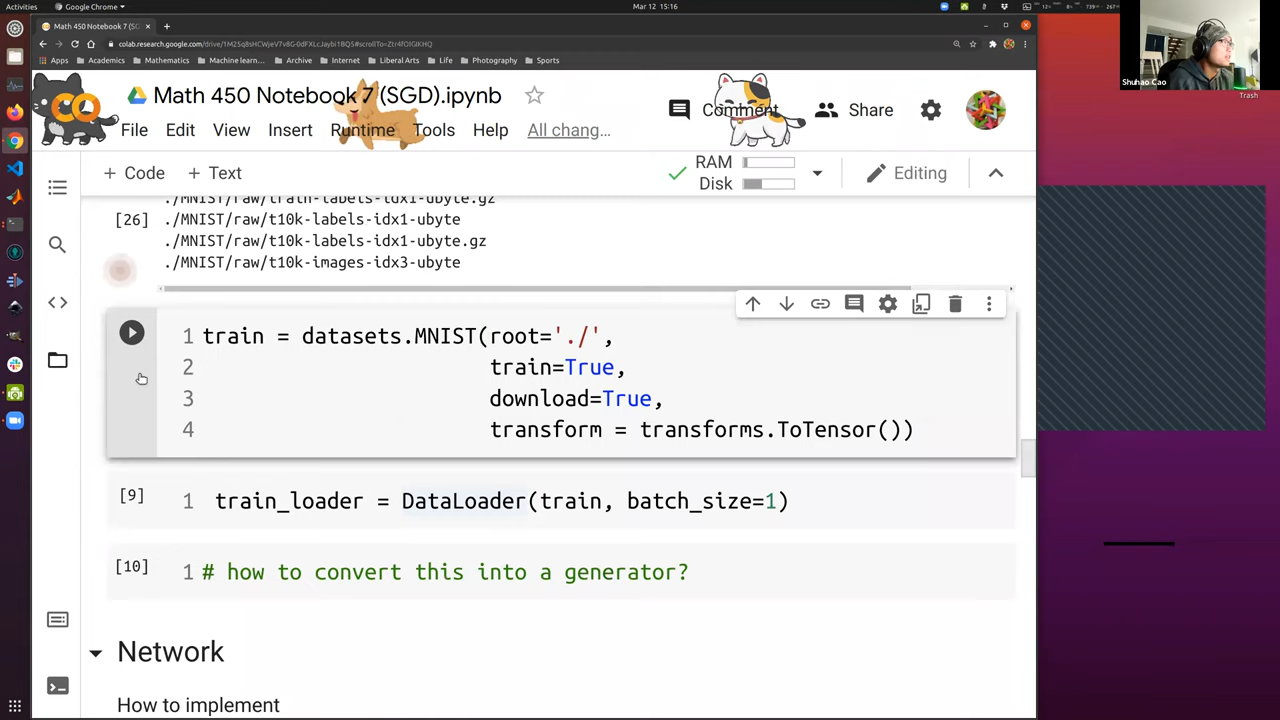 Activities
Google Chrome
Mar 12 15:16
Math 450 Notebook 7 (S
Shuhao Cao
Trash
Apps
Academics
Mathematics
Machine learn…
Archive
Internet
Liberal Arts
Life
Photography
Sports
Math 450 Notebook 7 (SGD).ipynb
Comment
Share
File
Edit
View
Insert
Runtime
Tools
Help
All chang…
+ Code
+ Text
RAM
Disk
Editing
./MNIST/raw/train-labels-idx1-ubyte.gz
[26]
./MNIST/raw/t10k-labels-idx1-ubyte
./MNIST/raw/t10k-labels-idx1-ubyte.gz
./MNIST/raw/t10k-images-idx3-ubyte
1 train = datasets.MNIST(root='./',
2 train=True,
3 download=True,
4 transform = transforms.ToTensor())
[9]
1 train_loader = DataLoader(train, batch_size=1)
[10]
1 # how to convert this into a generator?
Network
How to implement